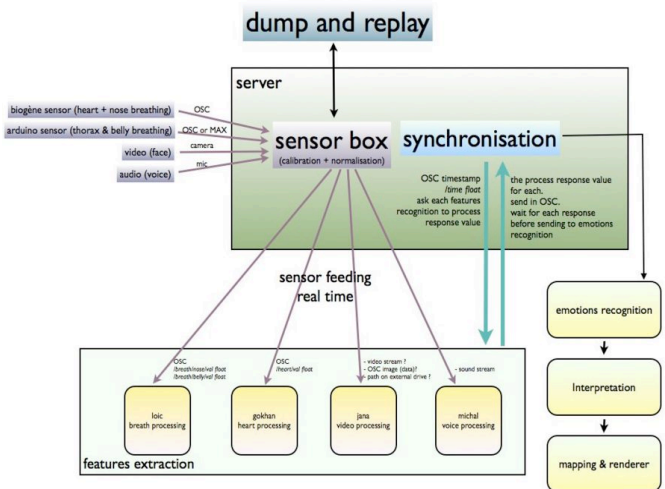 dump and replay
server
biogène sensor (heart + nose breathing)
OSC
arduino sensor (thorax & belly breathing)
OSC or MAX
video (face)
camera
audio (voice)
mic
sensor box
(calibration + normalisation)
synchronisation
OSC timestamp
/time float
ask each features
recognition to process
response value
the process response value
for each.
send in OSC.
wait for each response
before sending to emotions
recognition
sensor feeding
real time
OSC
/breath/nose/val float
/breath/belly/val float
OSC
/heart/val float
- video stream ?
- OSC image (data)?
- path on external drive ?
- sound stream
loic
breath processing
gokhan
heart processing
jana
video processing
michal
voice processing
features extraction
emotions recognition
Interpretation
mapping & renderer